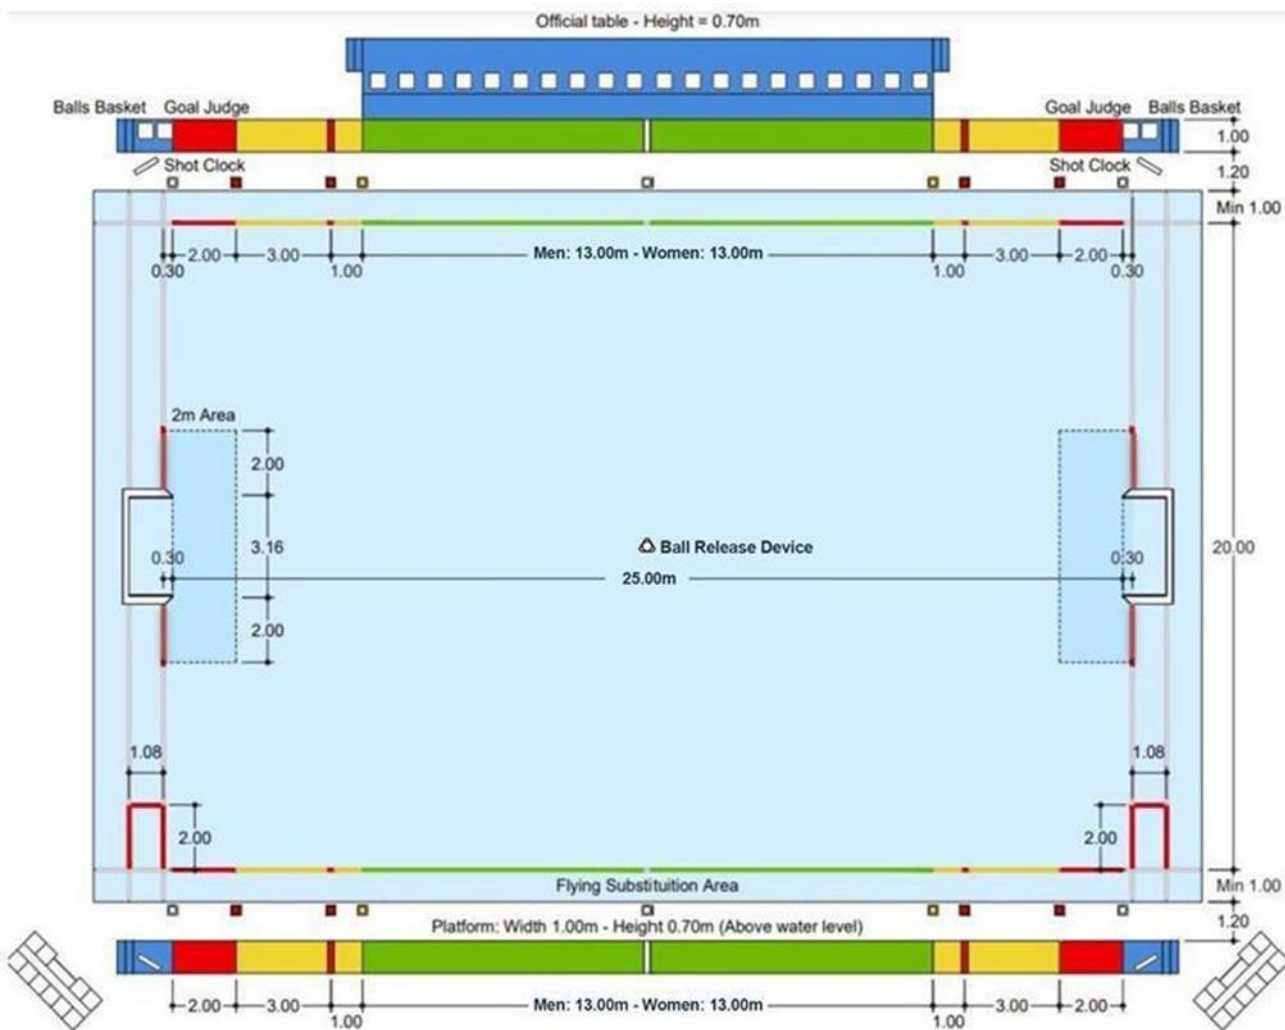 Official table - Height = 0.70m
Balls Basket Goal Judge Goal Judge Balls Basket
1.00
Shot Clock Shot Clock
1.20
Min 1.00
2.00 3.00 Men: 13.00m - Women: 13.00m 3.00 2.00
0.30 1.00 1.00 0.30
2m Area
2.00
3.16
Ball Release Device
20.00
0.30 0.30
25.00m
2.00
1.08 1.08
2.00 2.00
Flying Substituition Area
Min 1.00
Platform: Width 1.00m - Height 0.70m (Above water level)
1.20
2.00 3.00 Men: 13.00m - Women: 13.00m 3.00 2.00
1.00 1.00